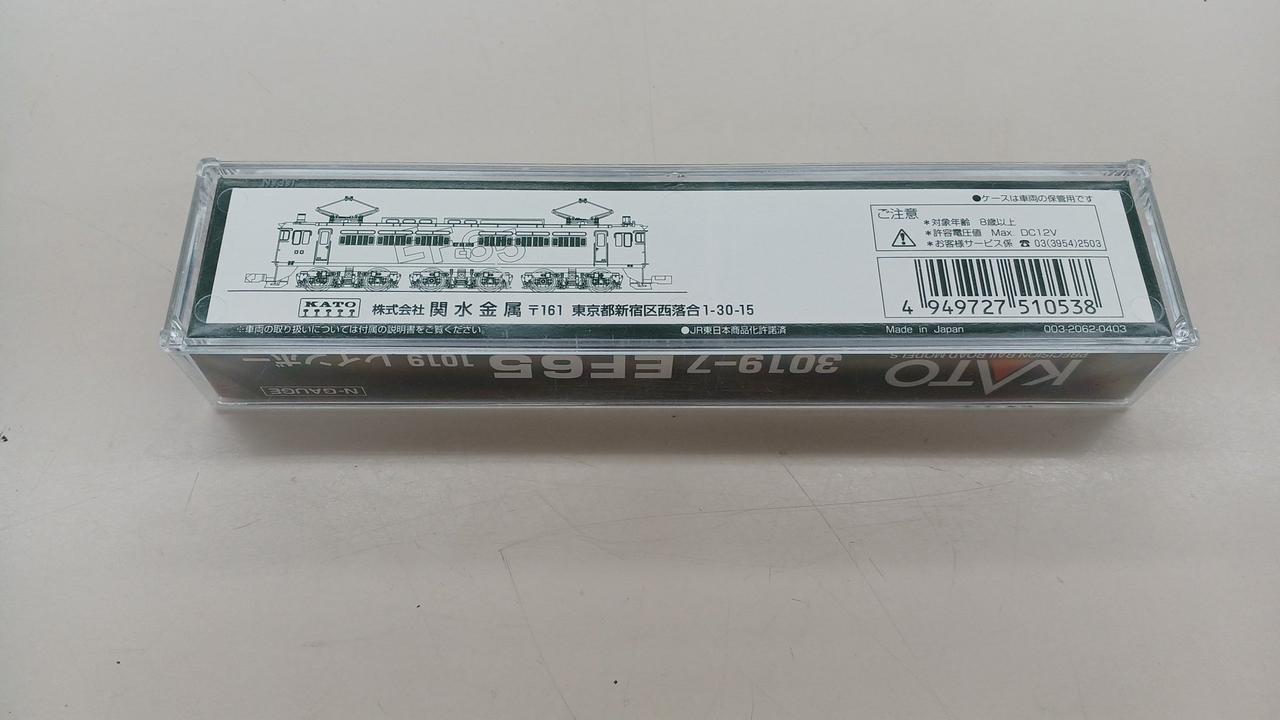 JAPAN
●ケースは車両の保管用です
ご注意
＊対象年齢 8歳以上
＊許容電圧値 Max. DC12V
＊お客様サービス係 ☎ 03(3954)2503
EF65
KATO
株式会社 関水金属 〒161 東京都新宿区西落合1-30-15
4 949727 510538
※車両の取り扱いについては付属の説明書をご覧ください
●JR東日本商品化許諾済
Made in Japan
003-2062-0403
KATO
PRECISION RAILROAD MODELS
3019-7 EF65 1019 レインボー
N-GAUGE